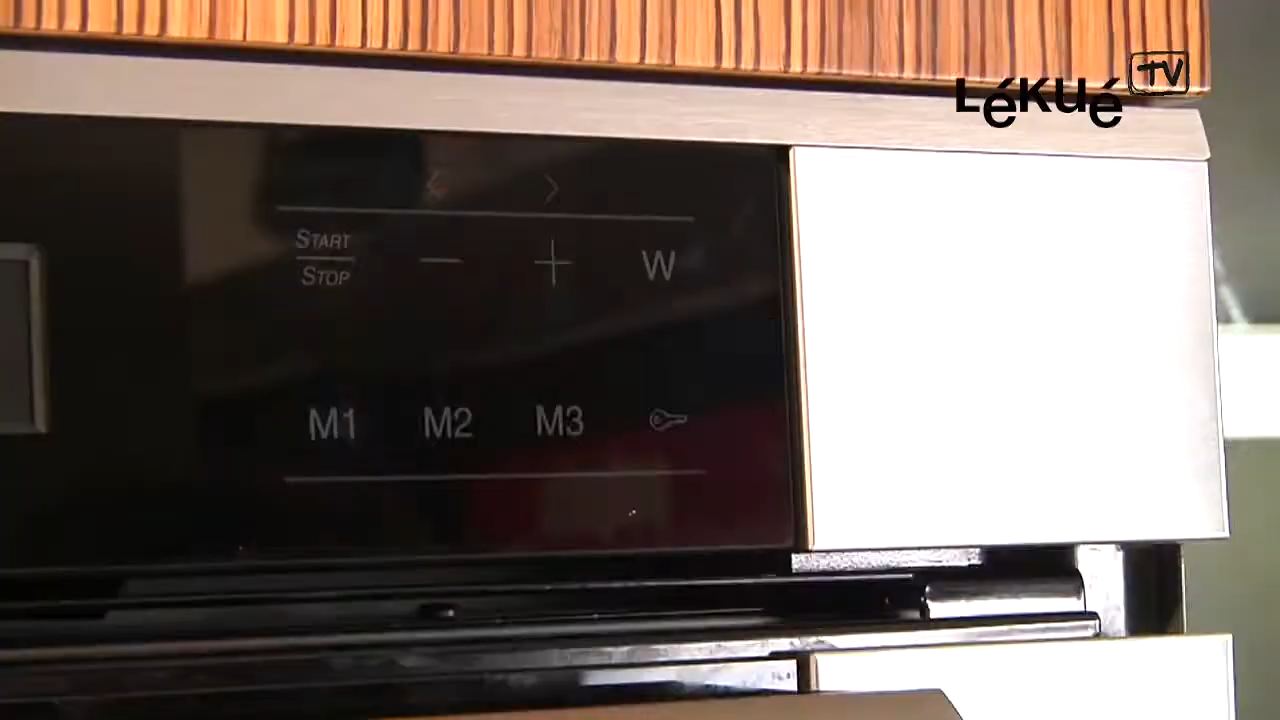 LéKué TV
< >
START
STOP
− + W
M1 M2 M3